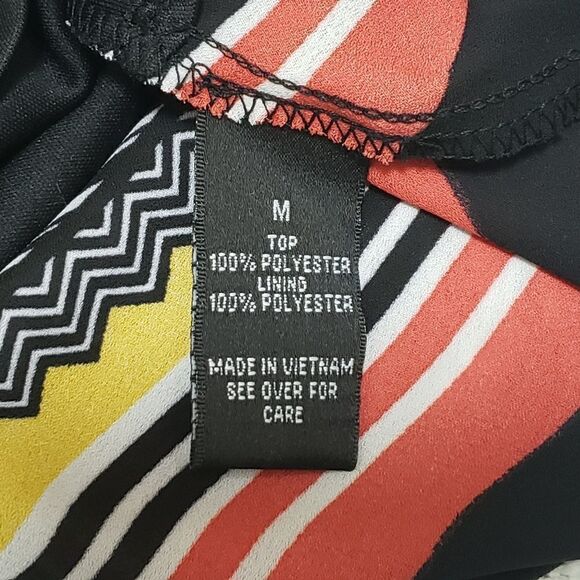 M
TOP
100% POLYESTER
LINING
100% POLYESTER
MADE IN VIETNAM
SEE OVER FOR
CARE